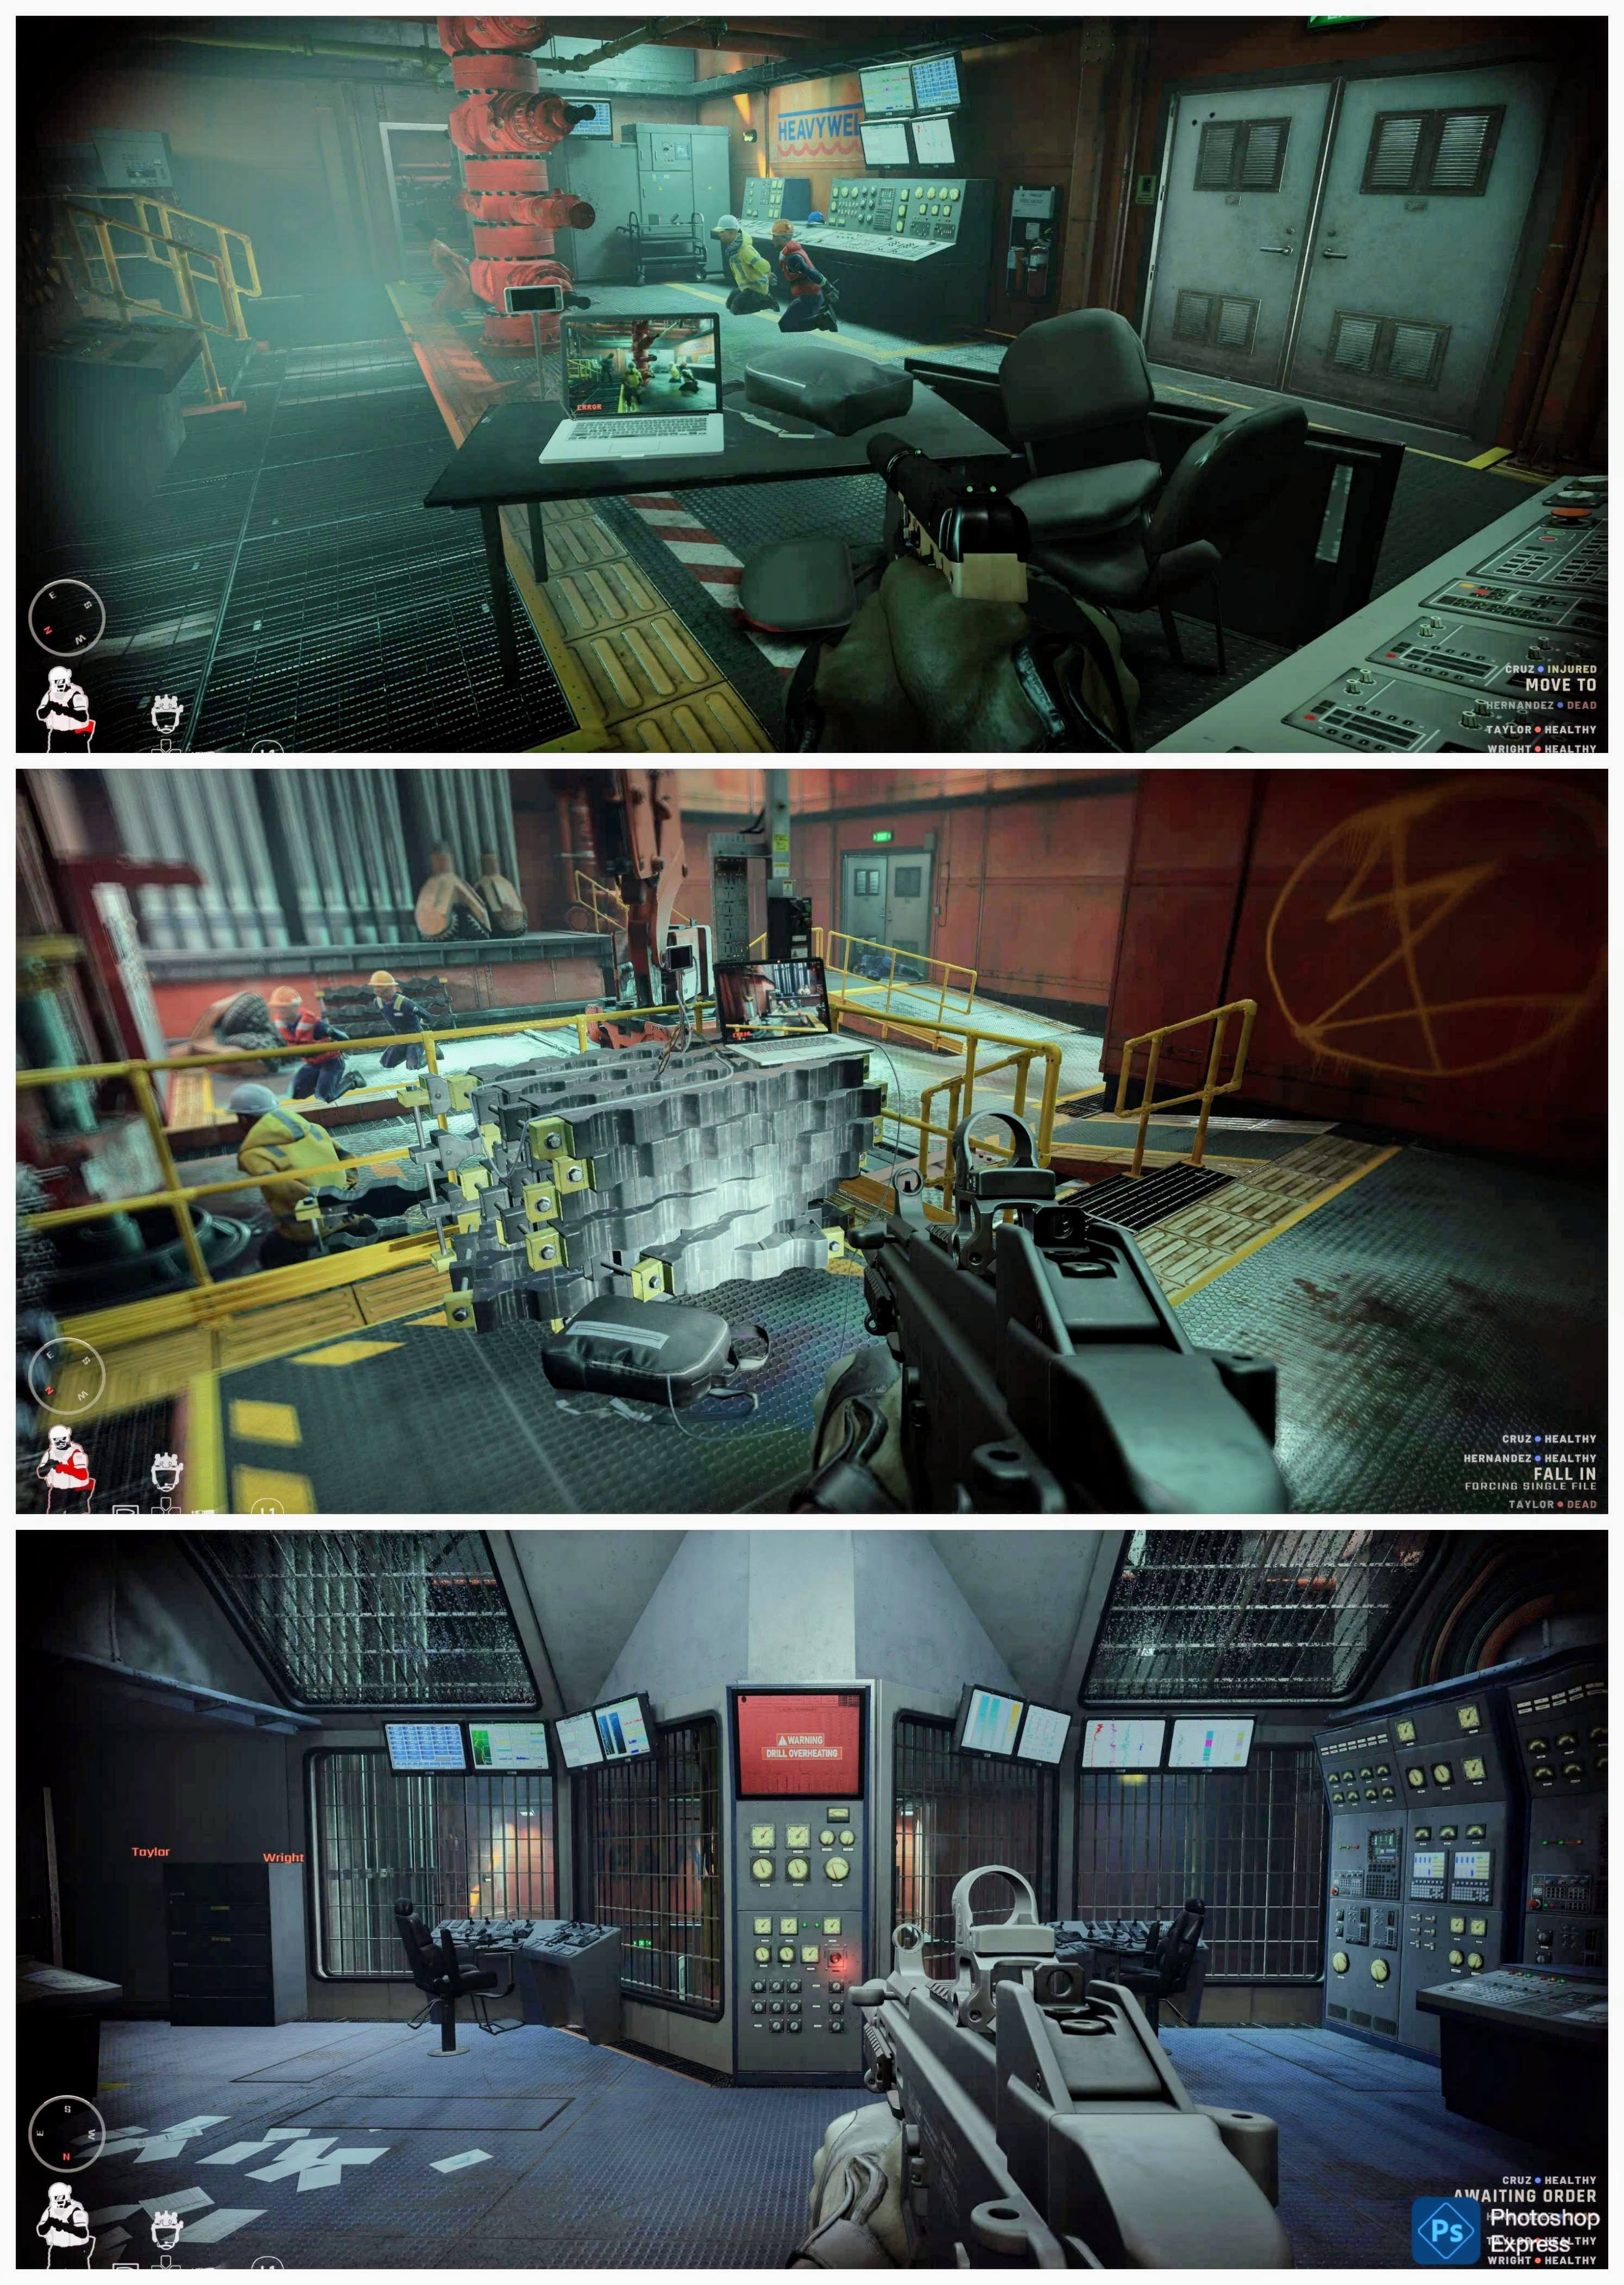 HEAVYWEI
ERROR
E
S
N
W
CRUZ • INJURED
MOVE TO
HERNANDEZ • DEAD
TAYLOR • HEALTHY
WRIGHT • HEALTHY
E
S
N
W
CRUZ • HEALTHY
HERNANDEZ • HEALTHY
FALL IN
FORCING SINGLE FILE
TAYLOR • DEAD
WARNING
DRILL OVERHEATING
Taylor
Wright
S
E
W
N
CRUZ • HEALTHY
AWAITING ORDER
Ps
Photoshop
Express
WRIGHT • HEALTHY